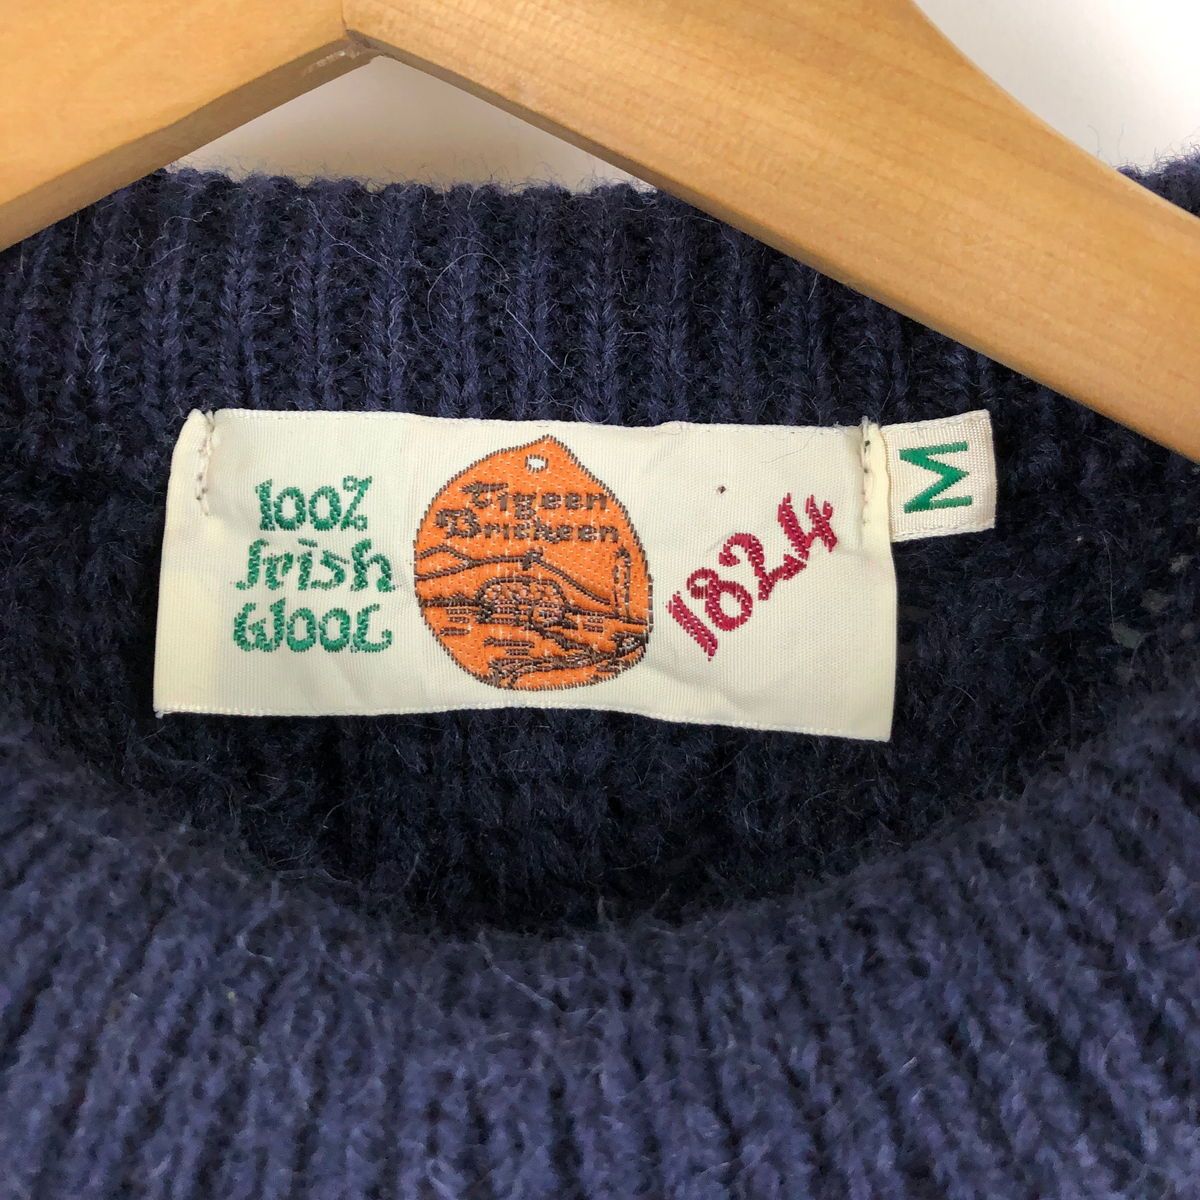 100%
Irish
Wool
Tigeen
Bricheen
1824
M